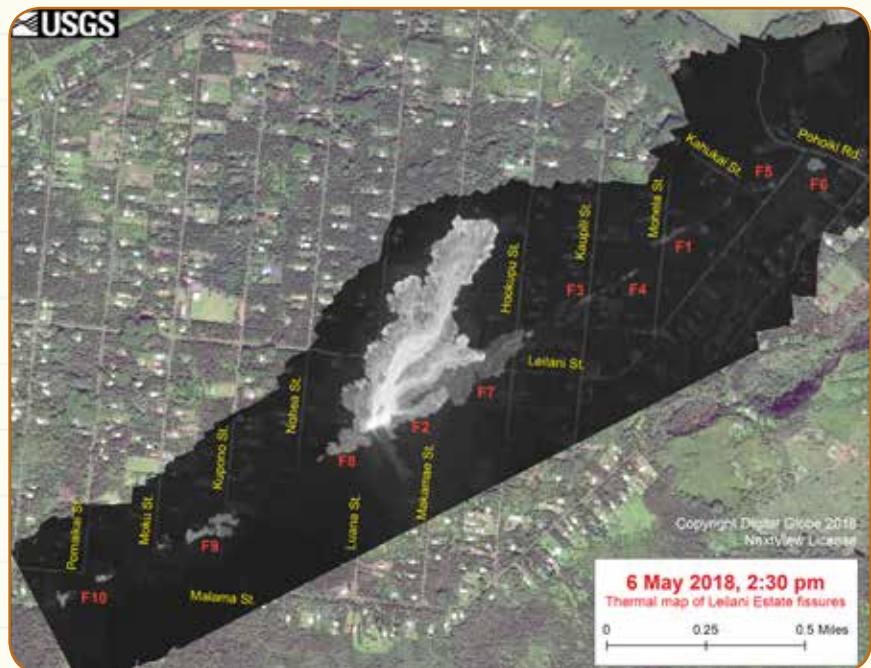 USGS
Pohoiki Rd.
Kahukai St.
F5
F6
Mohala St.
Kaupili St.
F1
Hookupu St.
F3
F4
Leilani St.
F7
Nohea St.
F2
F8
Kupono St.
Makamae St.
Luana St.
Moku St.
Pomaikai St.
F9
F10
Malama St.
Copyright Digital Globe 2018
NextView License
6 May 2018, 2:30 pm
Thermal map of Leilani Estate fissures
0 0.25 0.5 Miles